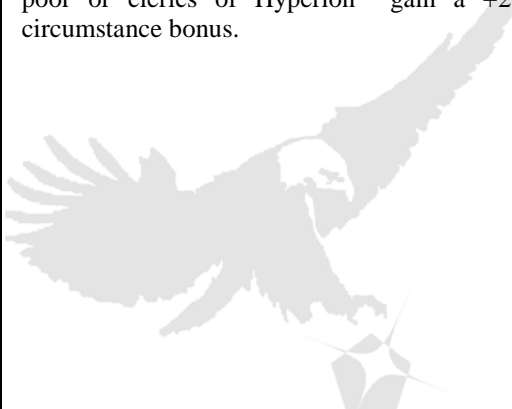 poor or clerics of Hyperion gain a +2
circumstance bonus.